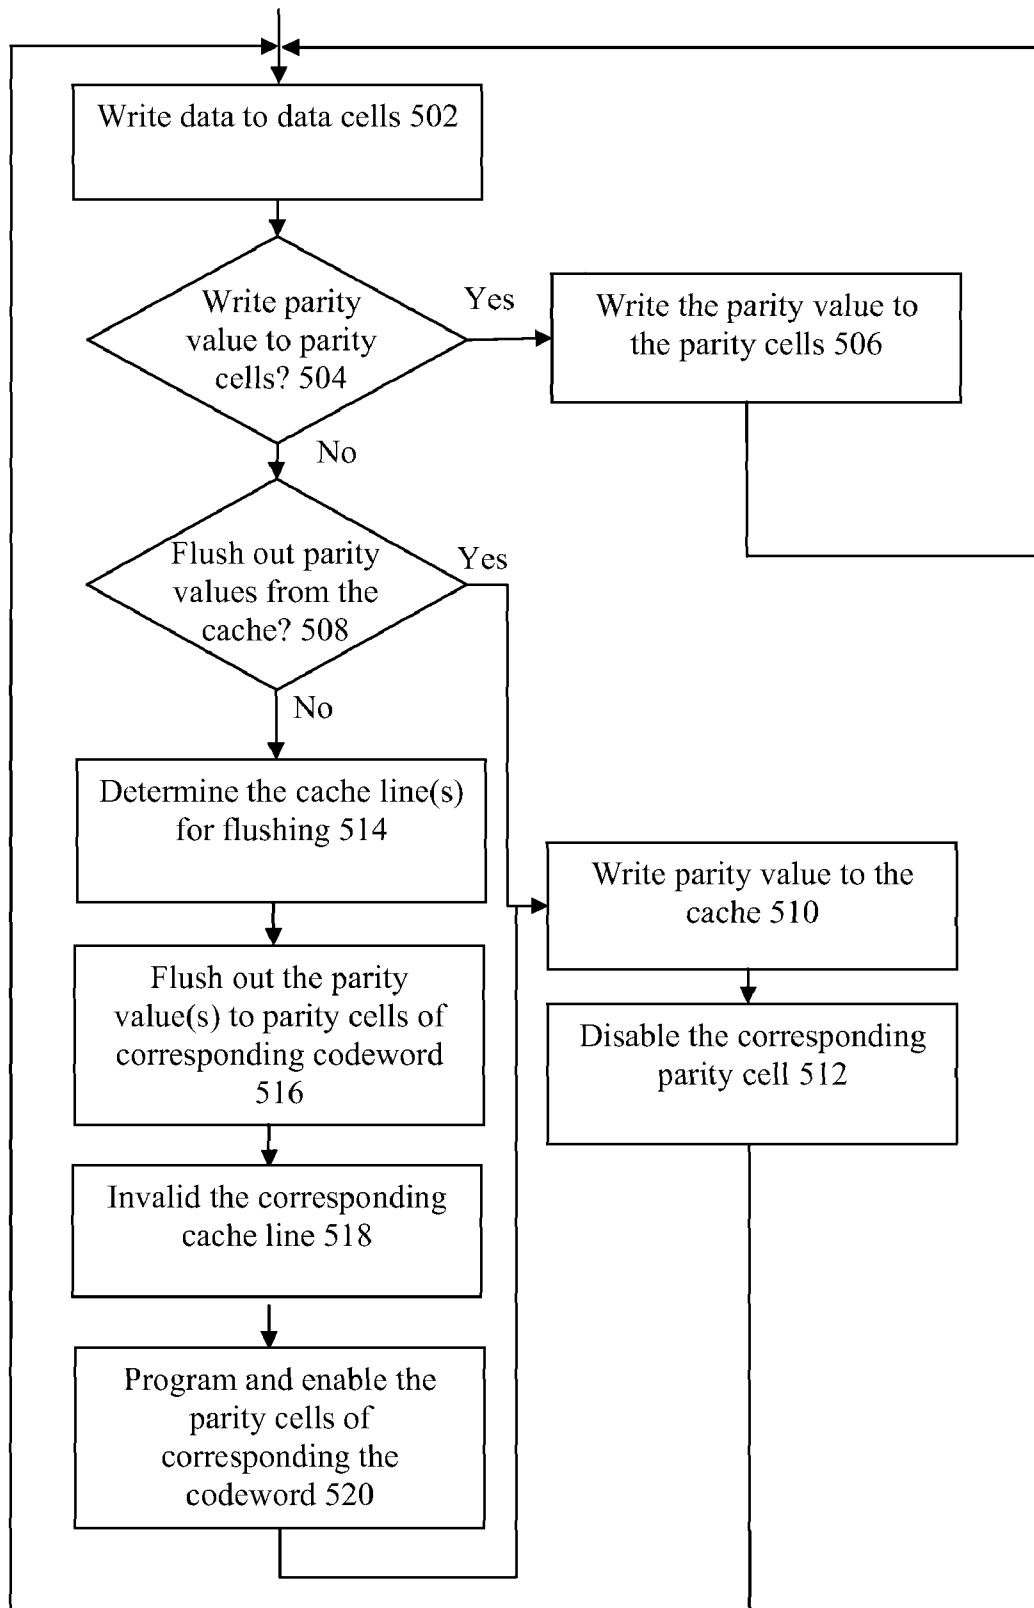 Write data to data cells 502
Write parity
value to parity
cells? 504
Yes
Write the parity value to
the parity cells 506
No
Flush out parity
values from the
cache? 508
Yes
No
Determine the cache line(s)
for flushing 514
Write parity value to the
cache 510
Flush out the parity
value(s) to parity cells of
corresponding codeword
516
Disable the corresponding
parity cell 512
Invalid the corresponding
cache line 518
Program and enable the
parity cells of
corresponding the
codeword 520